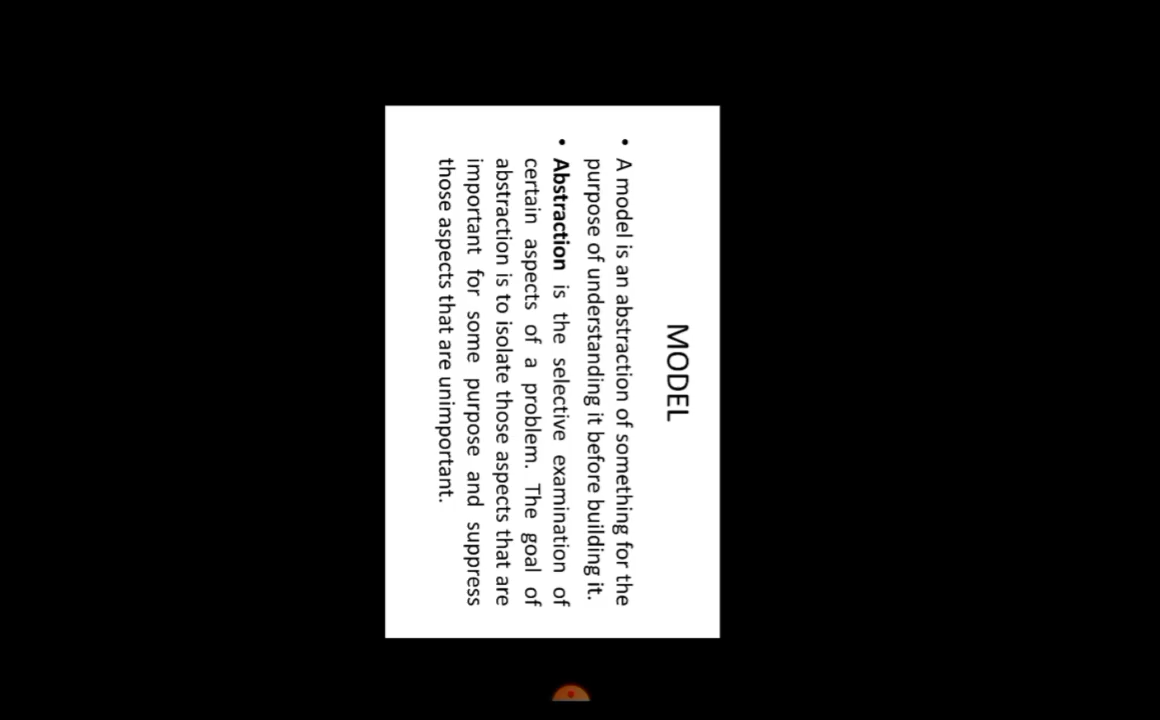 MODEL
• A model is an abstraction of something for the
purpose of understanding it before building it.
• Abstraction is the selective examination of
certain aspects of a problem. The goal of
abstraction is to isolate those aspects that are
important for some purpose and suppress
those aspects that are unimportant.